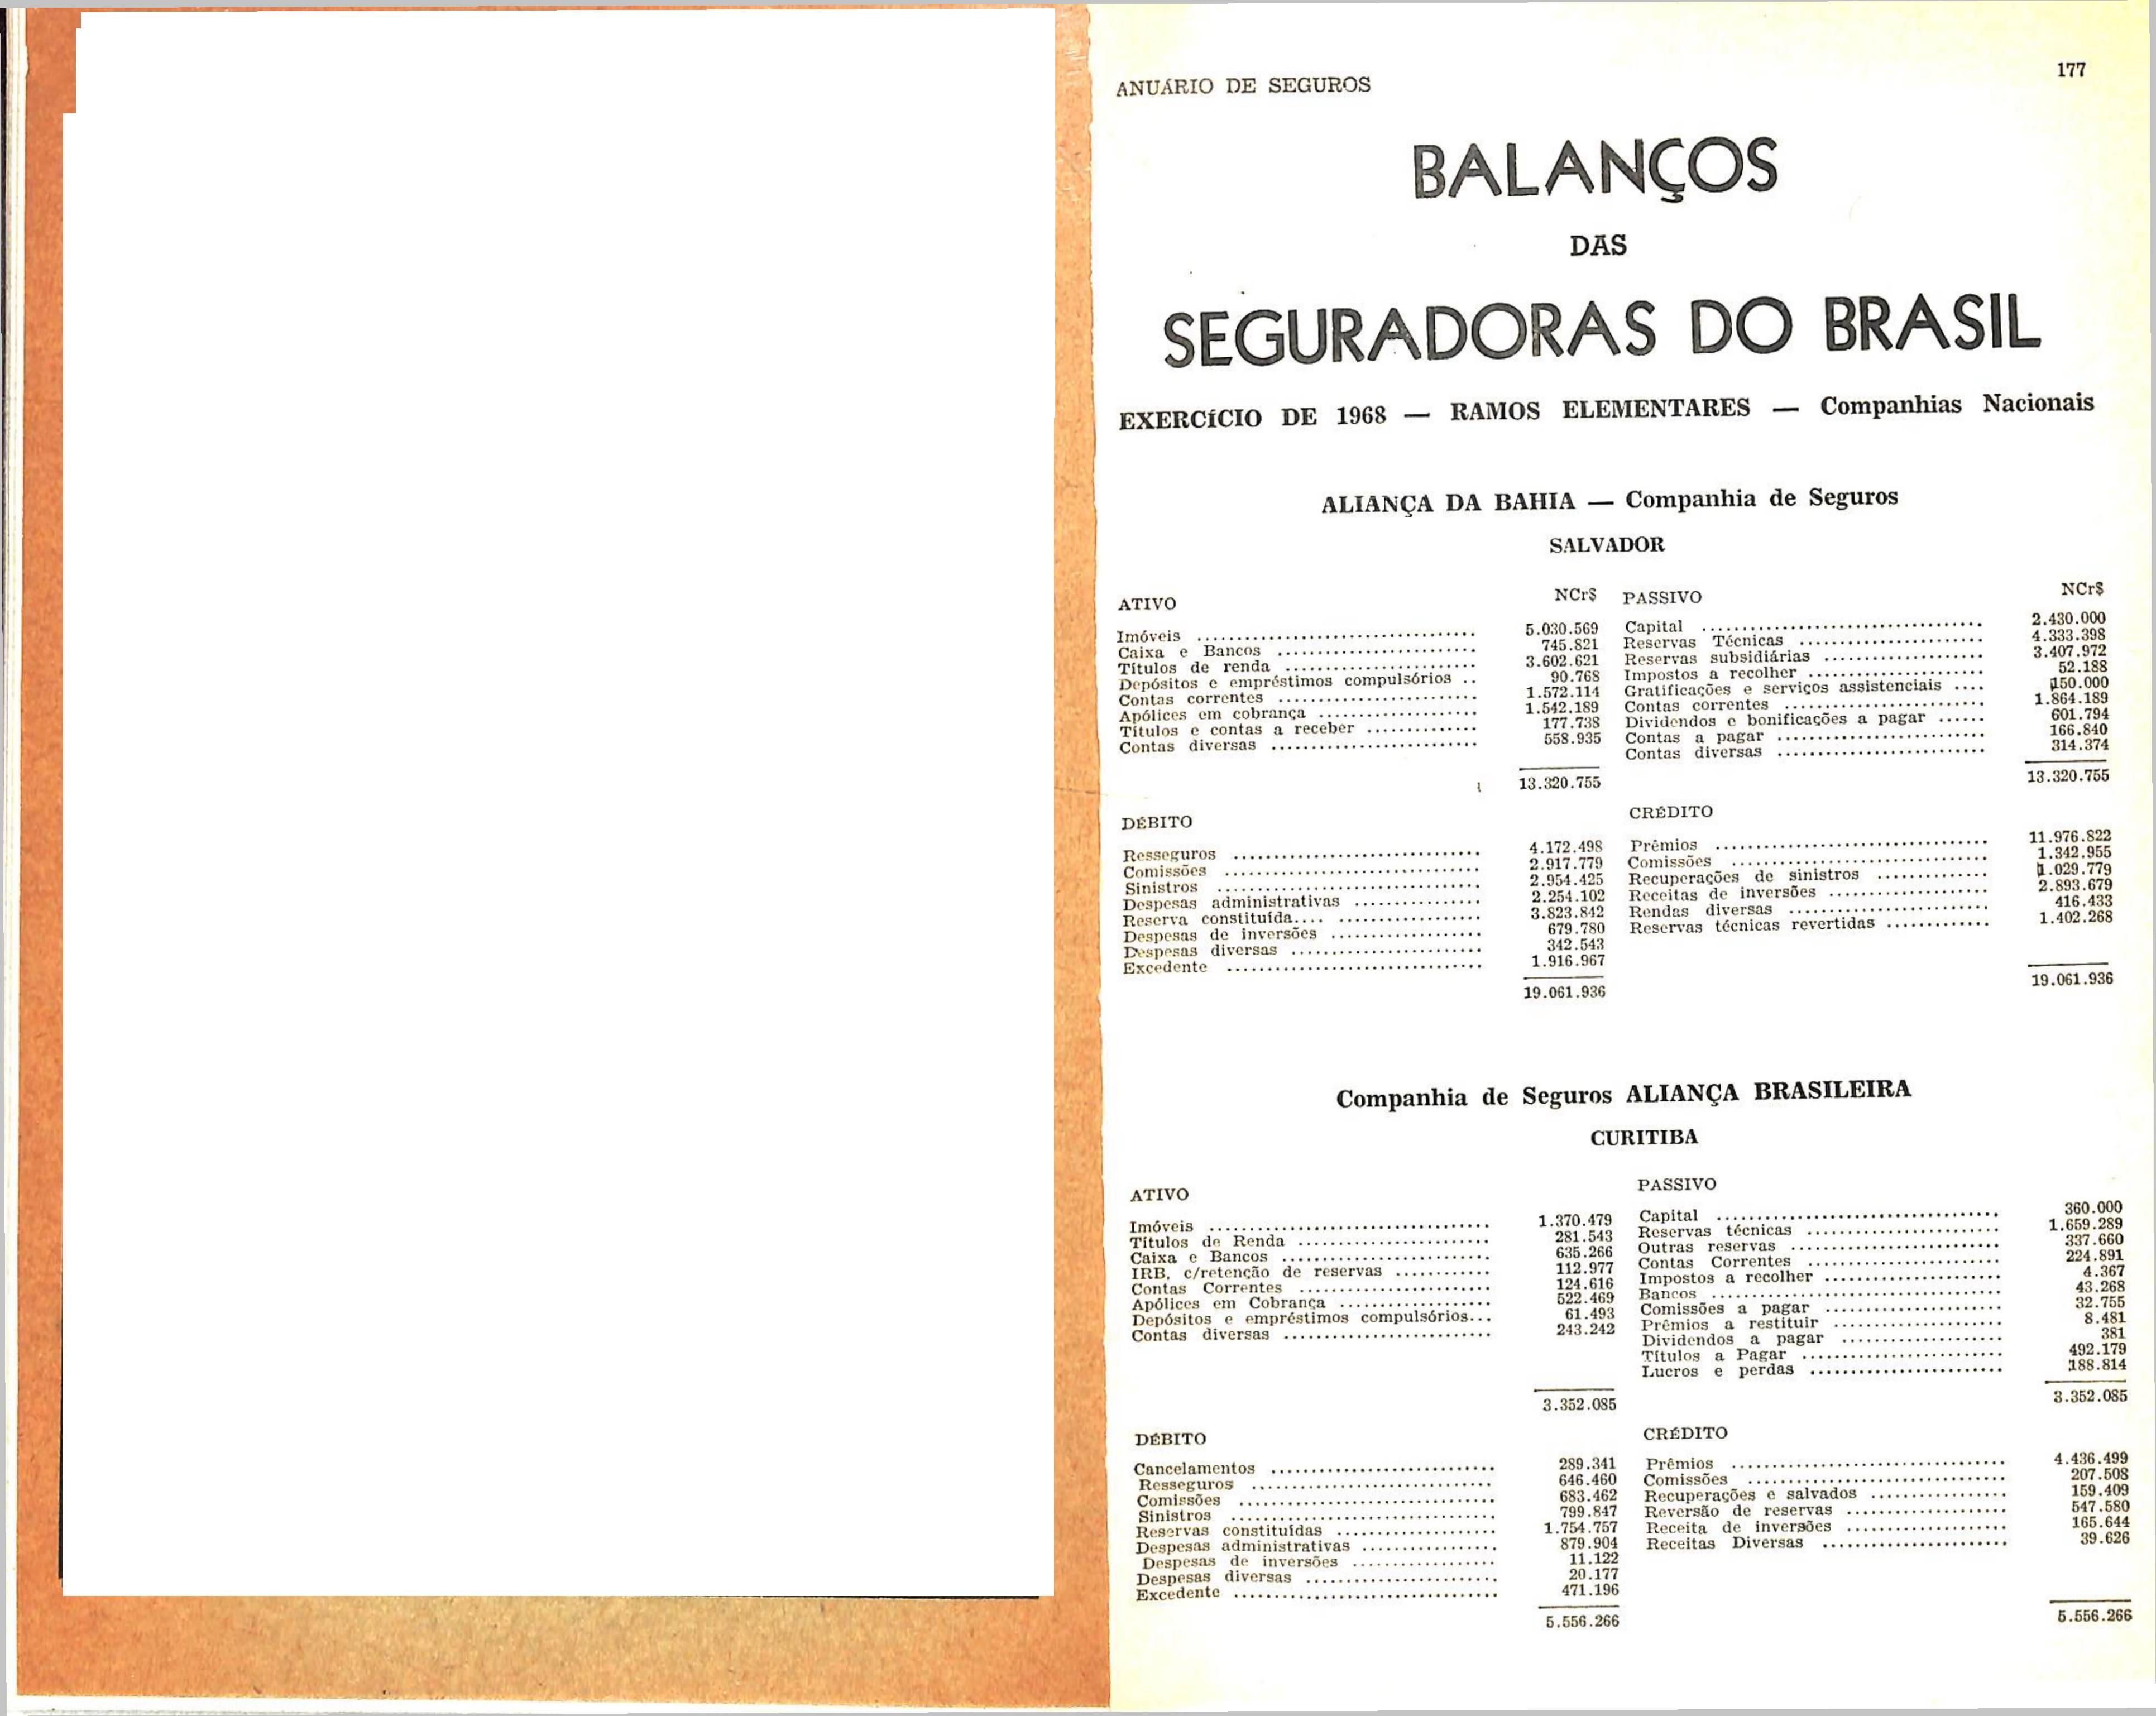 ANUÁRIO DE SEGUROS 177
BALANÇOS
DAS
SEGURADORAS DO BRASIL
EXERCÍCIO DE 1968 — RAMOS ELEMENTARES — Companhias Nacionais
ALIANÇA DA BAHIA — Companhia de Seguros
SALVADOR
ATIVO NCr$ PASSIVO NCr$
Imóveis 5.030.569 Capital 2.430.000
Caixa e Bancos 745.821 Reservas Técnicas 4.333.398
Títulos de renda 3.602.621 Reservas subsidiárias 3.407.972
Depósitos e empréstimos compulsórios 90.768 Impostos a recolher 52.188
Contas correntes 1.572.114 Gratificações e serviços assistenciais 150.000
Apólices em cobrança 1.542.189 Contas correntes 1.864.189
Títulos e contas a receber 177.738 Dividendos e bonificações a pagar 601.794
Contas diversas 558.935 Contas a pagar 166.840
Contas diversas 314.374
13.320.755 13.320.755
DÉBITO CRÉDITO
Resseguros 4.172.498 Prêmios 11.976.822
Comissões 2.917.779 Comissões 1.342.955
Sinistros 2.954.425 Recuperações de sinistros 1.029.779
Despesas administrativas 2.254.102 Receitas de inversões 2.893.679
Reserva constituída.... 3.823.842 Rendas diversas 416.433
Despesas de inversões 679.780 Reservas técnicas revertidas 1.402.268
Despesas diversas 342.543
Excedente 1.916.967
19.061.936 19.061.936
Companhia de Seguros ALIANÇA BRASILEIRA
CURITIBA
ATIVO PASSIVO
Imóveis 1.370.479 Capital 360.000
Títulos de Renda 281.543 Reservas técnicas 1.659.289
Caixa e Bancos 635.266 Outras reservas 337.660
IRB, c/retenção de reservas 112.977 Contas Correntes 224.891
Contas Correntes 124.616 Impostos a recolher 4.367
Apólices em Cobrança 522.469 Bancos 43.268
Depósitos e empréstimos compulsórios... 61.493 Comissões a pagar 32.755
Contas diversas 243.242 Prêmios a restituir 8.481
Dividendos a pagar 381
Títulos a Pagar 492.179
Lucros e perdas 188.814
3.352.085 3.352.085
DÉBITO CRÉDITO
Cancelamentos 289.341 Prêmios 4.436.499
Resseguros 646.460 Comissões 207.508
Comissões 683.462 Recuperações e salvados 159.409
Sinistros 799.847 Reversão de reservas 547.580
Reservas constituídas 1.754.757 Receita de inversões 165.644
Despesas administrativas 879.904 Receitas Diversas 39.626
Despesas de inversões 11.122
Despesas diversas 20.177
Excedente 471.196
5.556.266 5.556.266